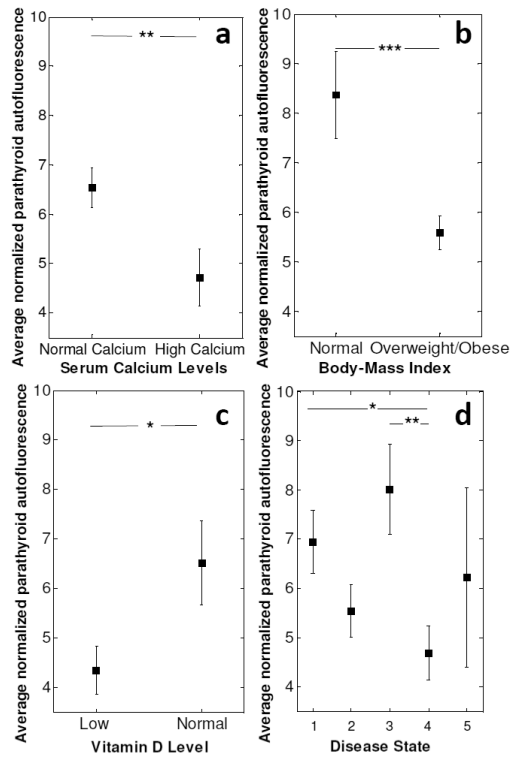 Average normalized parathyroid autofluorescence
10
9
8
7
6
5
4
**
a
Normal Calcium High Calcium
Serum Calcium Levels
Average normalized parathyroid autofluorescence
10
9
8
7
6
5
4
***
b
Normal Overweight/Obese
Body-Mass Index
Average normalized parathyroid autofluorescence
10
9
8
7
6
5
4
*
c
Low Normal
Vitamin D Level
Average normalized parathyroid autofluorescence
10
9
8
7
6
5
4
*
**
d
1 2 3 4 5
Disease State